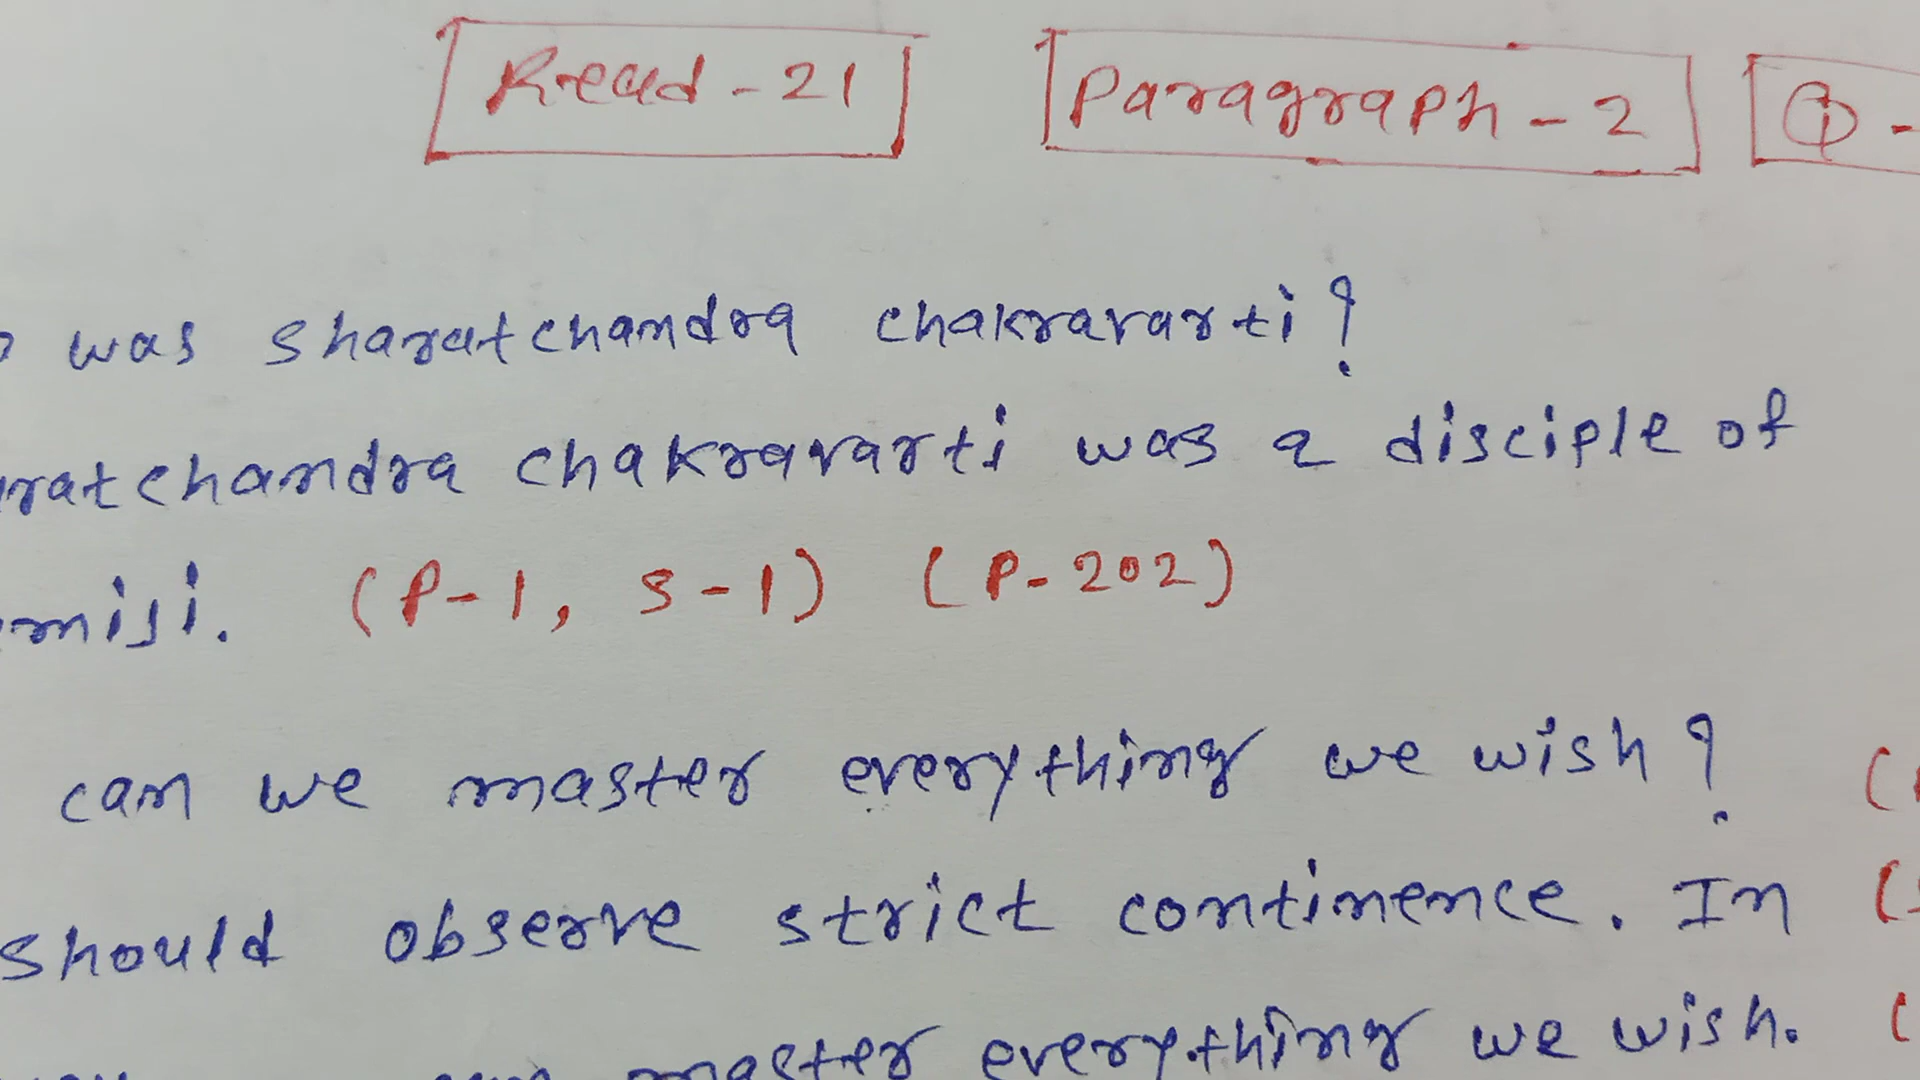 Read - 21 Paragraph - 2 Q -
was sharatchandra chakravarti?
ratchandra chakravarti was a disciple of
miji. (P-1, S-1) (P-202)
can we master everything we wish? (
should observe strict continence. In (
master everything we wish. (